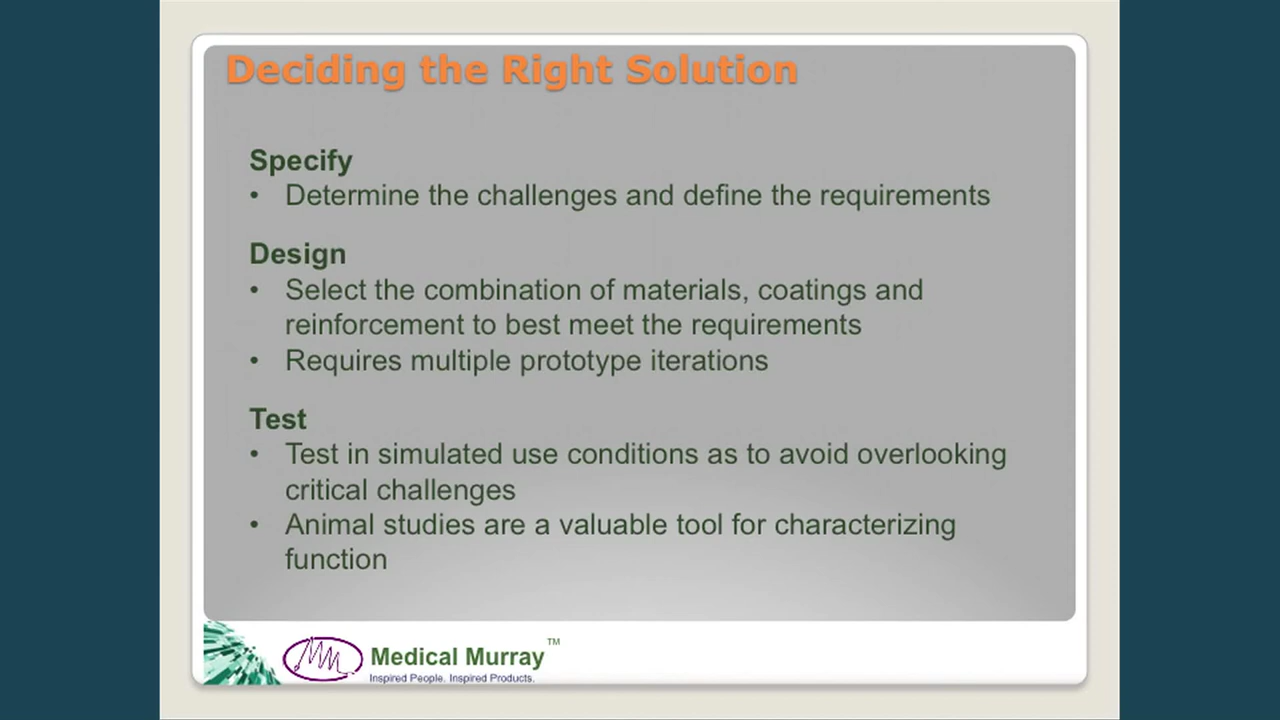 Deciding the Right Solution
Specify
• Determine the challenges and define the requirements
Design
• Select the combination of materials, coatings and
reinforcement to best meet the requirements
• Requires multiple prototype iterations
Test
• Test in simulated use conditions as to avoid overlooking
critical challenges
• Animal studies are a valuable tool for characterizing
function
MM Medical Murray™
Inspired People. Inspired Products.